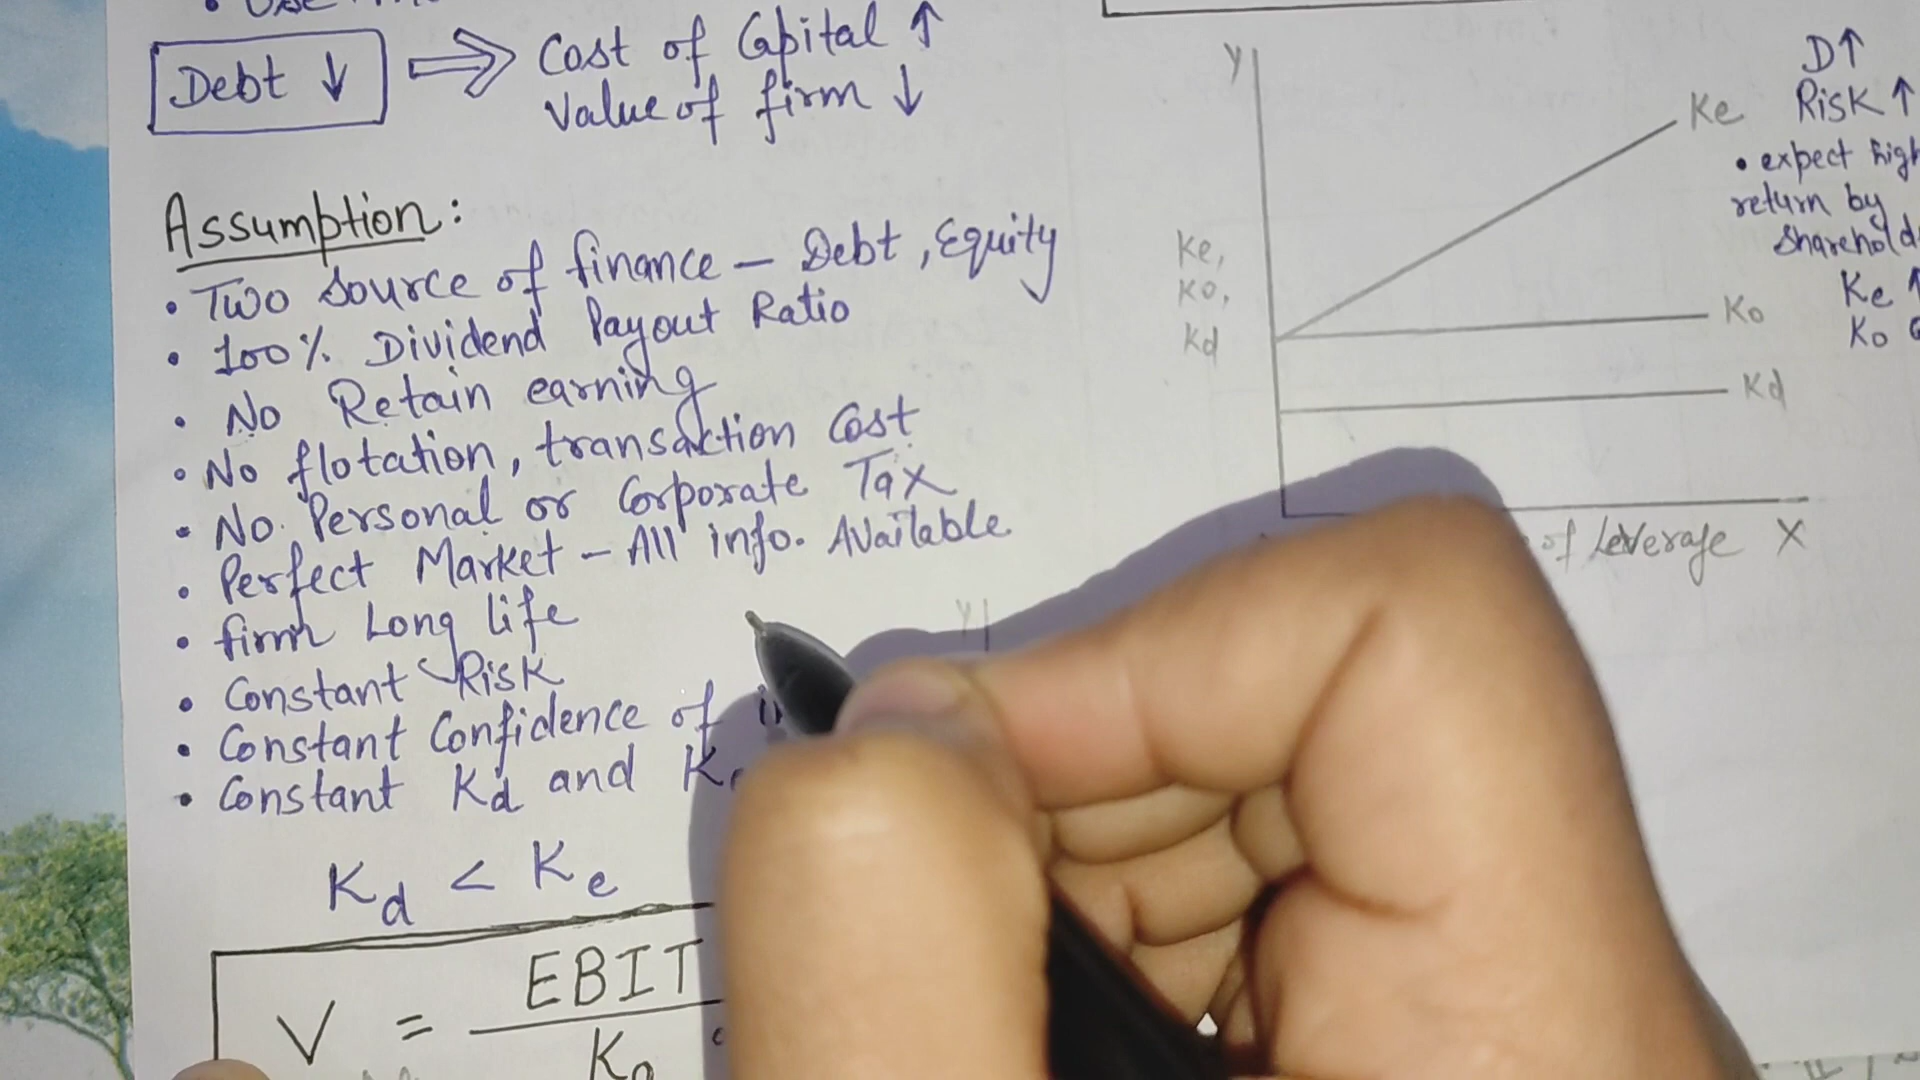 Debt ↓ ⇒ Cost of Capital ↑
Value of firm ↓
Assumption:
• Two source of finance – Debt, Equity
• 100% Dividend Payout Ratio
• No Retain earning
• No flotation, transaction Cost
• No. Personal or Corporate Tax
• Perfect Market – All info. Available
• firm Long life
• Constant Risk
• Constant Confidence of
• Constant Kd and
Kd < Ke
V = EBIT
Ko
Y
Ke,
Ko,
Kd
Ke
Ko
Kd
of Leverage X
D↑
Risk ↑
• expect
return by
Ke ↑
Ko
Y